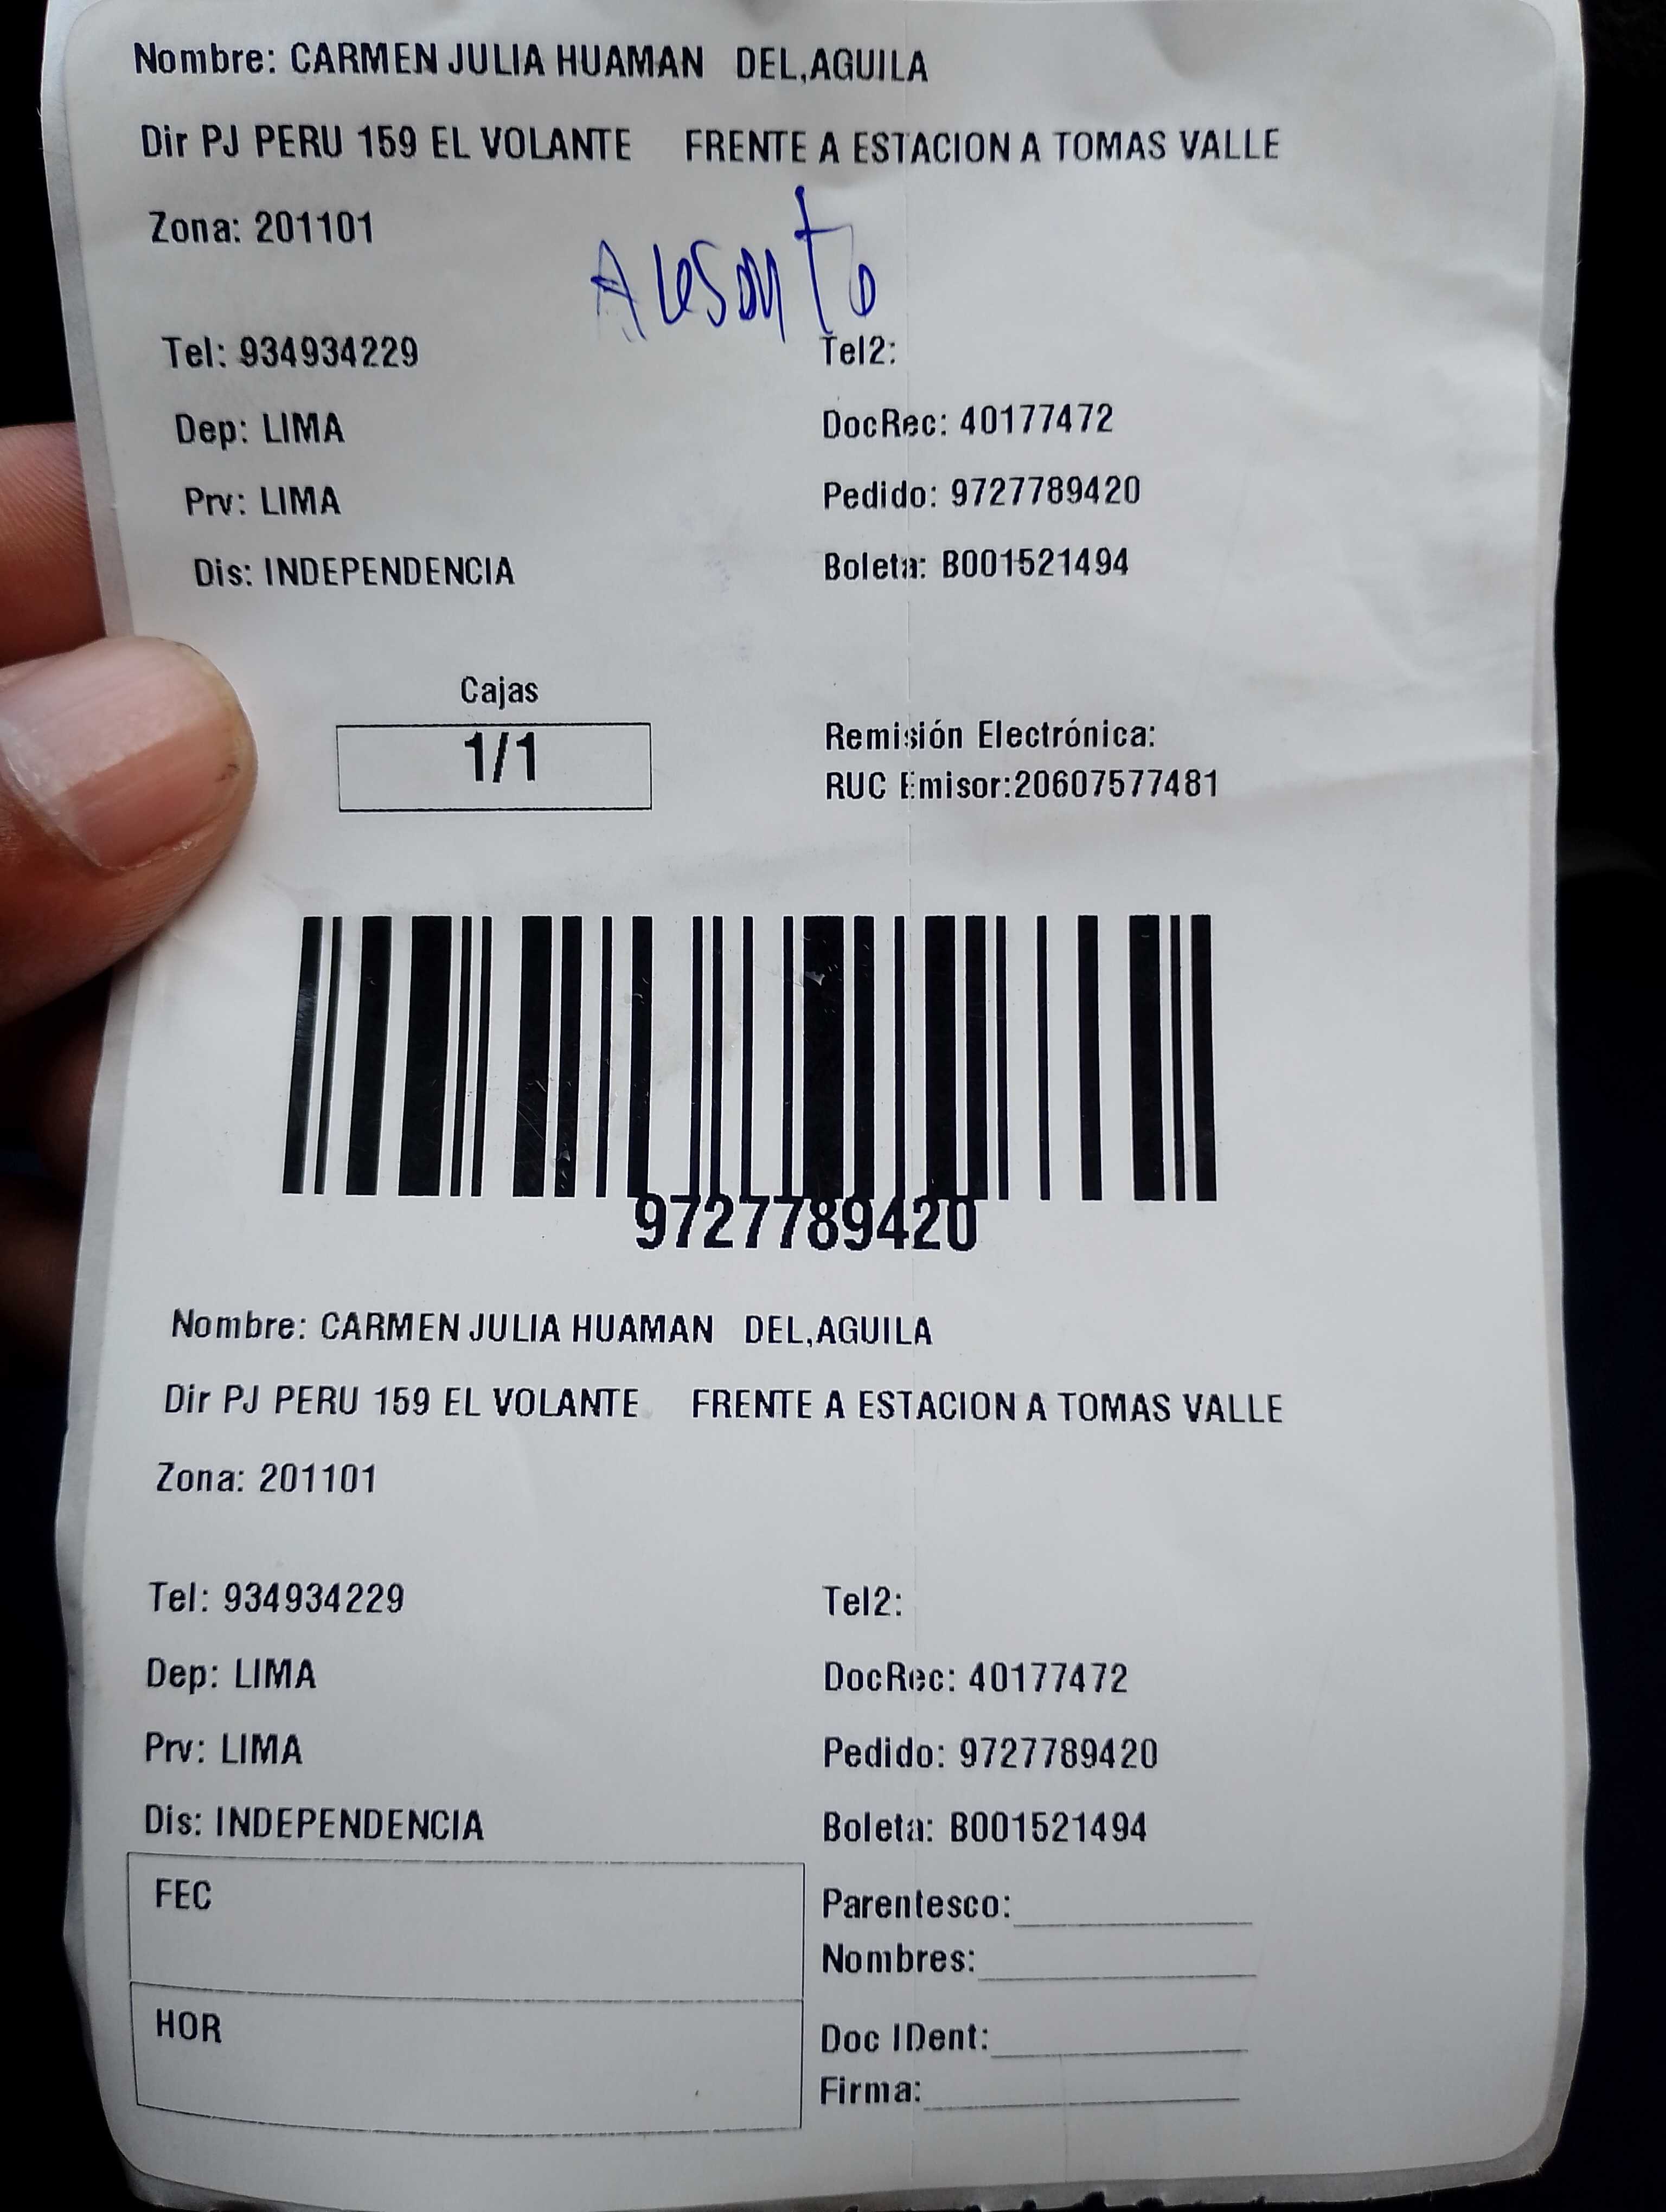 Nombre: CARMEN JULIA HUAMAN DEL,AGUILA
Dir PJ PERU 159 EL VOLANTE FRENTE A ESTACION A TOMAS VALLE
Zona: 201101
Tel: 934934229 Tel2:
Dep: LIMA DocRec: 40177472
Prv: LIMA Pedido: 9727789420
Dis: INDEPENDENCIA Boleta: B001521494
Cajas
1/1
Remisión Electrónica:
RUC Emisor:20607577481
9727789420
Nombre: CARMEN JULIA HUAMAN DEL,AGUILA
Dir PJ PERU 159 EL VOLANTE FRENTE A ESTACION A TOMAS VALLE
Zona: 201101
Tel: 934934229 Tel2:
Dep: LIMA DocRec: 40177472
Prv: LIMA Pedido: 9727789420
Dis: INDEPENDENCIA Boleta: B001521494
FEC
HOR
Parentesco:
Nombres:
Doc IDent:
Firma: